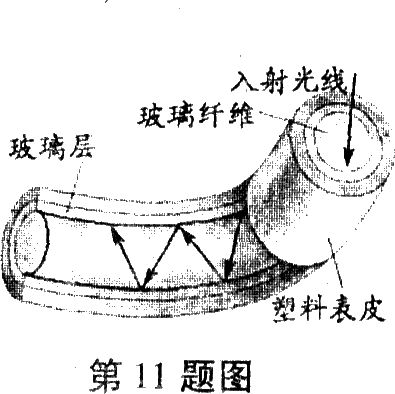 入射光线
玻璃纤维
玻璃层
塑料表皮
第11题图